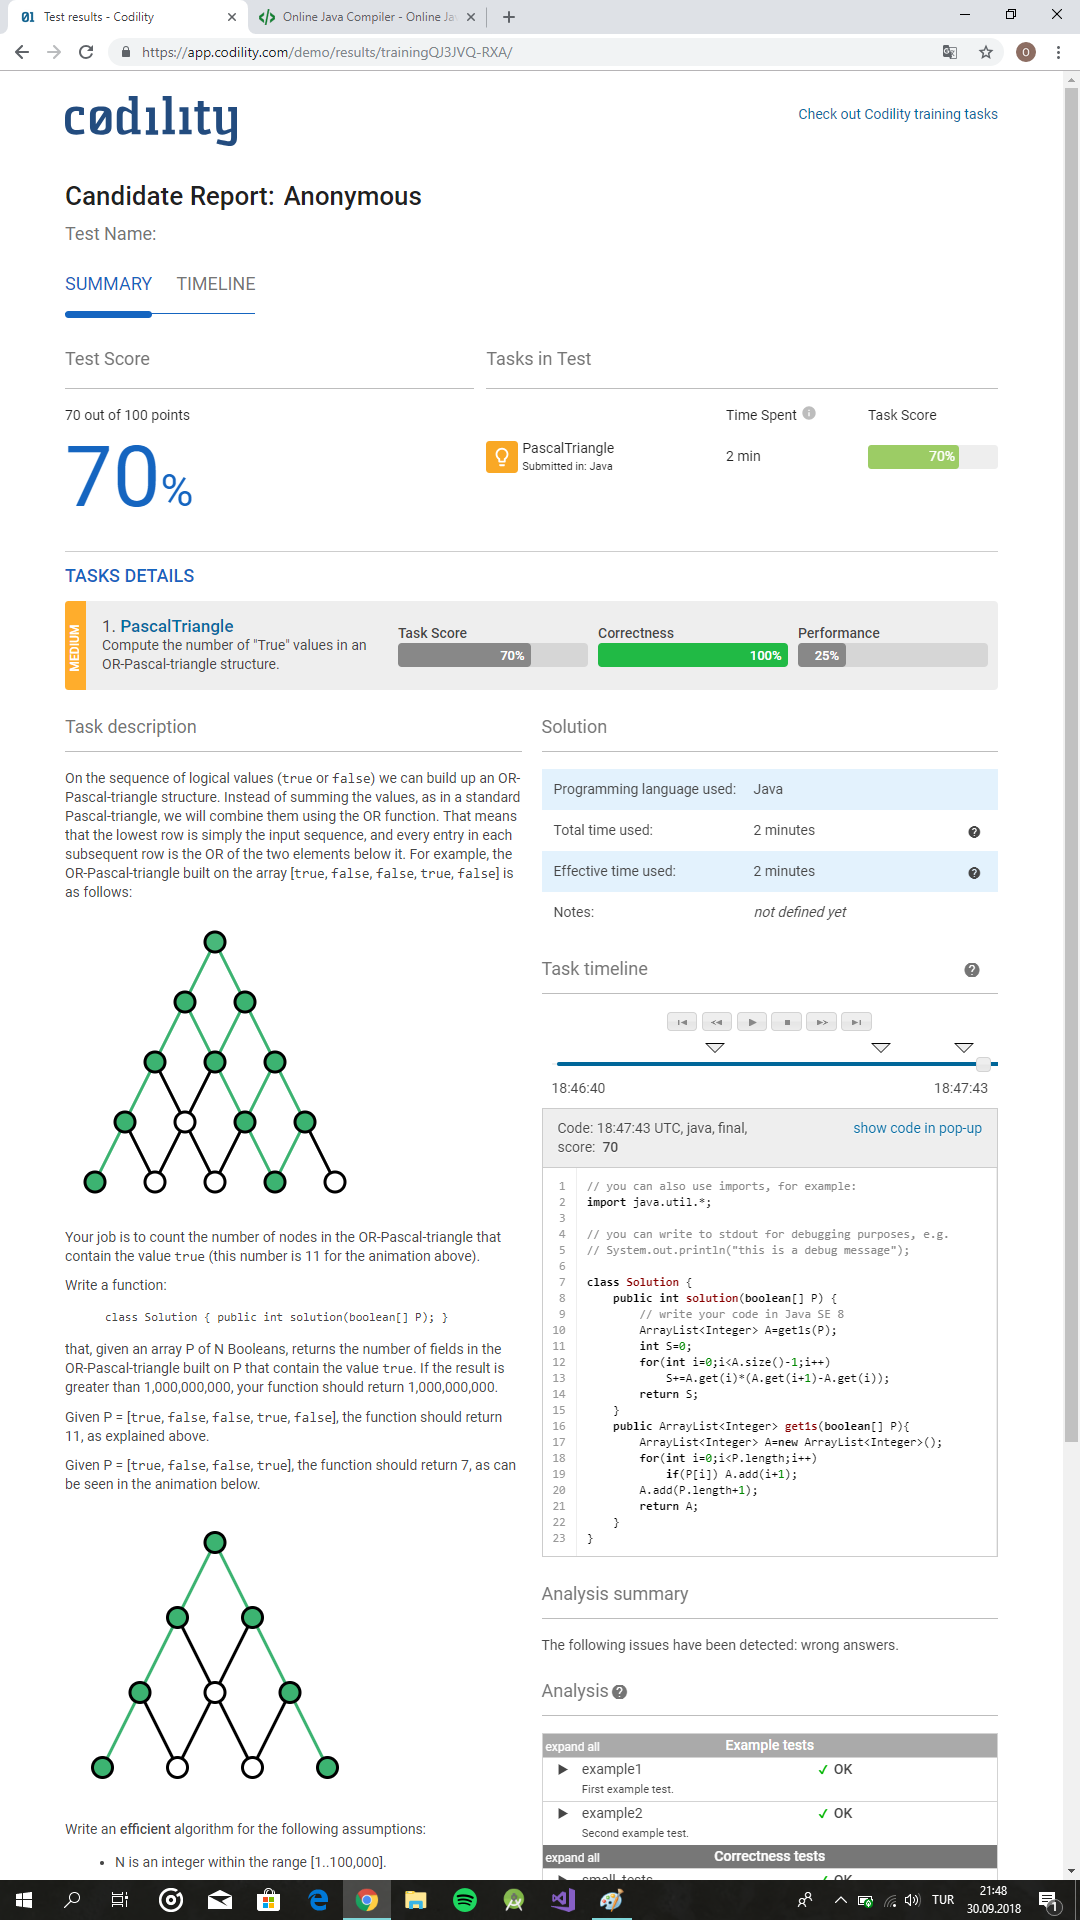 Test results - Codility
Online Java Compiler - Online Ja
https://app.codility.com/demo/results/trainingQJ3JVQ-RXA/
O
codility
Check out Codility training tasks
Candidate Report: Anonymous
Test Name:
SUMMARY TIMELINE
Test Score
Tasks in Test
70 out of 100 points
Time Spent
Task Score
70%
PascalTriangle
Submitted in: Java
2 min
70%
TASKS DETAILS
MEDIUM
1. PascalTriangle
Compute the number of "True" values in an
OR-Pascal-triangle structure.
Task Score
70%
Correctness
100%
Performance
25%
Task description
On the sequence of logical values (true or false) we can build up an OR-
Pascal-triangle structure. Instead of summing the values, as in a standard
Pascal-triangle, we will combine them using the OR function. That means
that the lowest row is simply the input sequence, and every entry in each
subsequent row is the OR of the two elements below it. For example, the
OR-Pascal-triangle built on the array [true, false, false, true, false] is
as follows:
Your job is to count the number of nodes in the OR-Pascal-triangle that
contain the value true (this number is 11 for the animation above).
Write a function:
class Solution { public int solution(boolean[] P); }
that, given an array P of N Booleans, returns the number of fields in the
OR-Pascal-triangle built on P that contain the value true. If the result is
greater than 1,000,000,000, your function should return 1,000,000,000.
Given P = [true, false, false, true, false], the function should return
11, as explained above.
Given P = [true, false, false, true], the function should return 7, as can
be seen in the animation below.
Write an efficient algorithm for the following assumptions:
• N is an integer within the range [1..100,000].
Solution
Programming language used: Java
Total time used: 2 minutes
Effective time used: 2 minutes
Notes: not defined yet
Task timeline
18:46:40
18:47:43
Code: 18:47:43 UTC, java, final,
score: 70
show code in pop-up
1 // you can also use imports, for example:
2 import java.util.*;
3
4 // you can write to stdout for debugging purposes, e.g.
5 // System.out.println("this is a debug message");
6
7 class Solution {
8 public int solution(boolean[] P) {
9 // write your code in Java SE 8
10 ArrayList<Integer> A=get1s(P);
11 int S=0;
12 for(int i=0;i<A.size()-1;i++)
13 S+=A.get(i)*(A.get(i+1)-A.get(i));
14 return S;
15 }
16 public ArrayList<Integer> get1s(boolean[] P){
17 ArrayList<Integer> A=new ArrayList<Integer>();
18 for(int i=0;i<P.length;i++)
19 if(P[i]) A.add(i+1);
20 A.add(P.length+1);
21 return A;
22 }
23 }
Analysis summary
The following issues have been detected: wrong answers.
Analysis
expand all Example tests
example1 ✓ OK
First example test.
example2 ✓ OK
Second example test.
expand all Correctness tests
TUR
21:48
30.09.2018
1